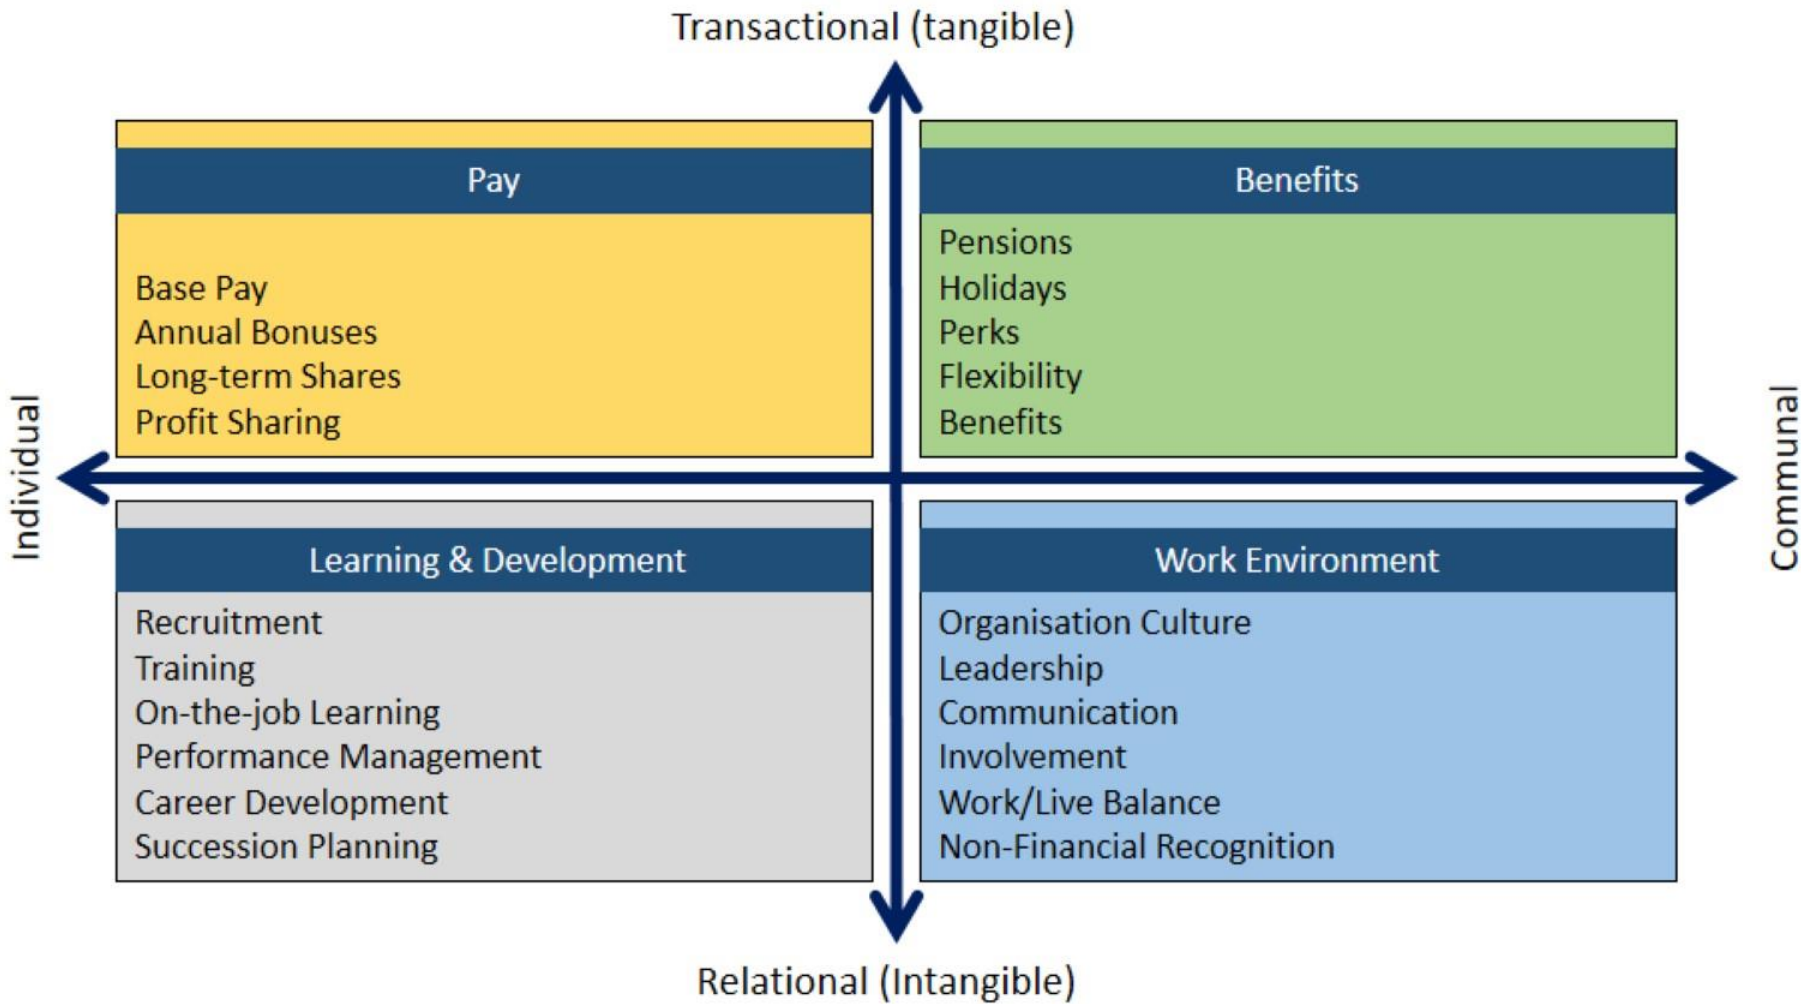 Transactional (tangible)
Pay
Base Pay
Annual Bonuses
Long-term Shares
Profit Sharing
Benefits
Pensions
Holidays
Perks
Flexibility
Benefits
Individual
Communal
Learning & Development
Recruitment
Training
On-the-job Learning
Performance Management
Career Development
Succession Planning
Work Environment
Organisation Culture
Leadership
Communication
Involvement
Work/Live Balance
Non-Financial Recognition
Relational (Intangible)